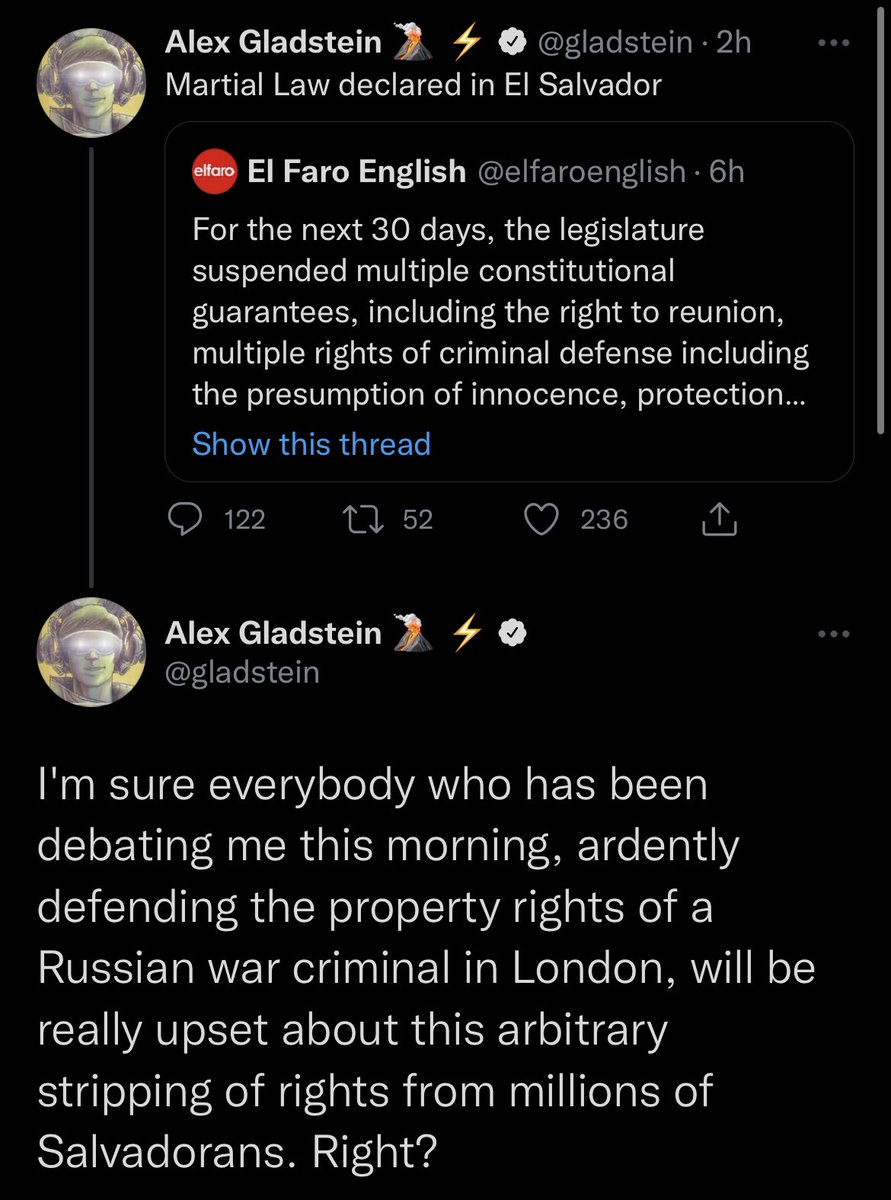 Alex Gladstein 🌋 ⚡ @gladstein · 2h
Martial Law declared in El Salvador
elfaro El Faro English @elfaroenglish · 6h
For the next 30 days, the legislature
suspended multiple constitutional
guarantees, including the right to reunion,
multiple rights of criminal defense including
the presumption of innocence, protection...
Show this thread
122 52 236
Alex Gladstein 🌋 ⚡
@gladstein
I'm sure everybody who has been
debating me this morning, ardently
defending the property rights of a
Russian war criminal in London, will be
really upset about this arbitrary
stripping of rights from millions of
Salvadorans. Right?